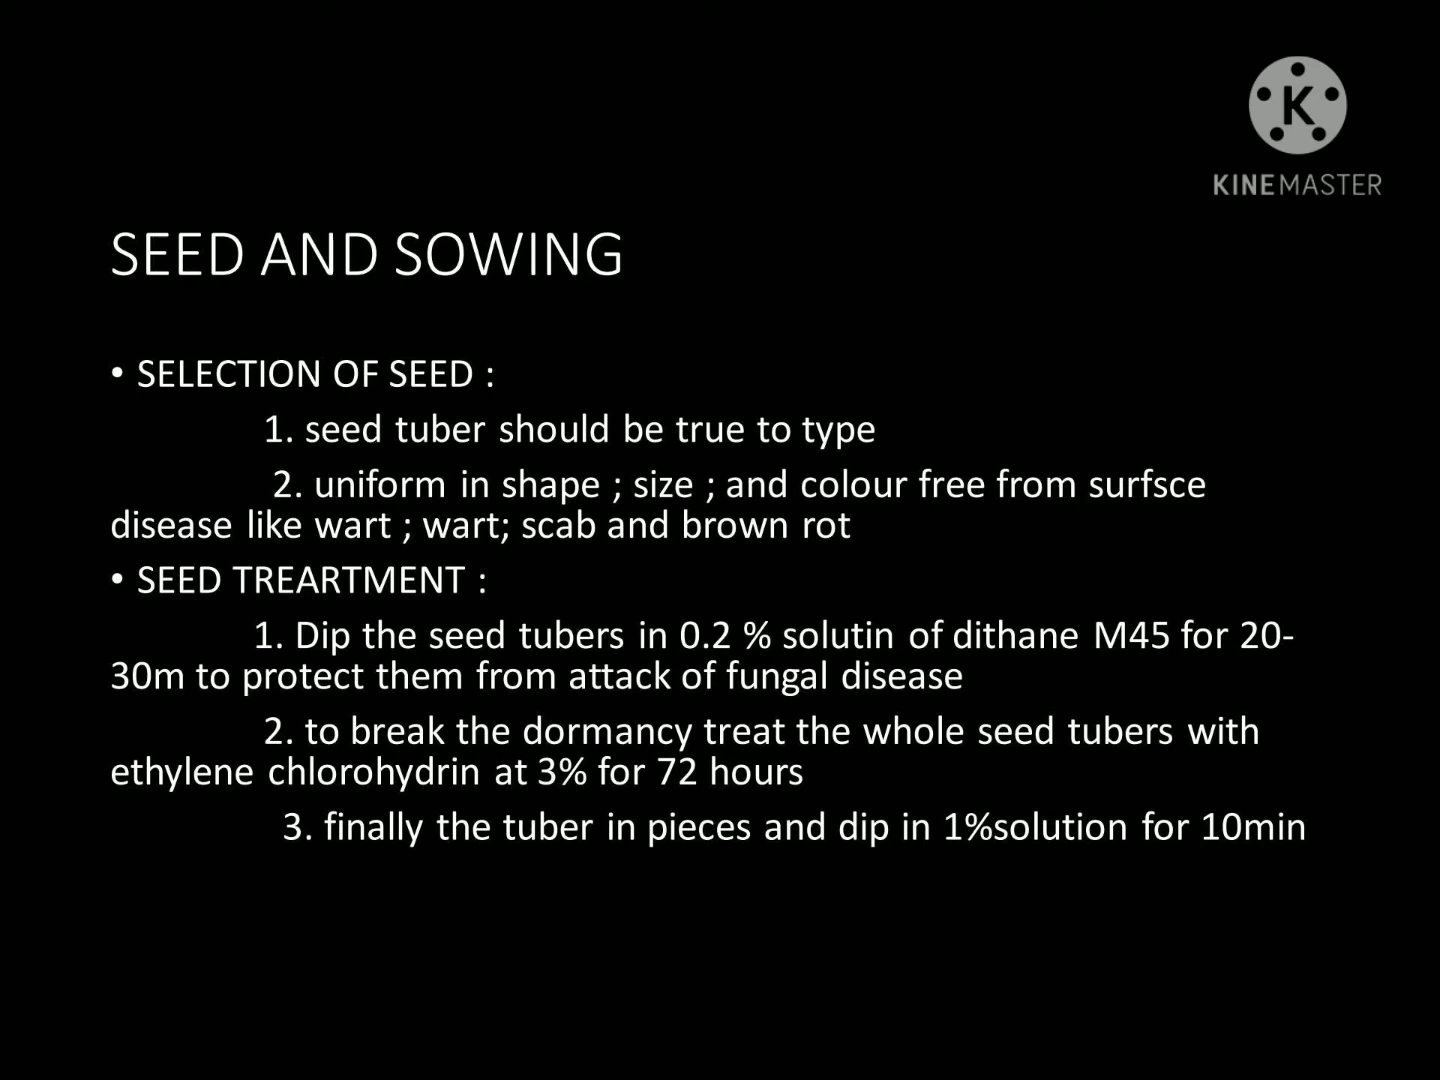 K
KINEMASTER
SEED AND SOWING
• SELECTION OF SEED :
1. seed tuber should be true to type
2. uniform in shape ; size ; and colour free from surfsce
disease like wart ; wart; scab and brown rot
• SEED TREARTMENT :
1. Dip the seed tubers in 0.2 % solutin of dithane M45 for 20-
30m to protect them from attack of fungal disease
2. to break the dormancy treat the whole seed tubers with
ethylene chlorohydrin at 3% for 72 hours
3. finally the tuber in pieces and dip in 1%solution for 10min